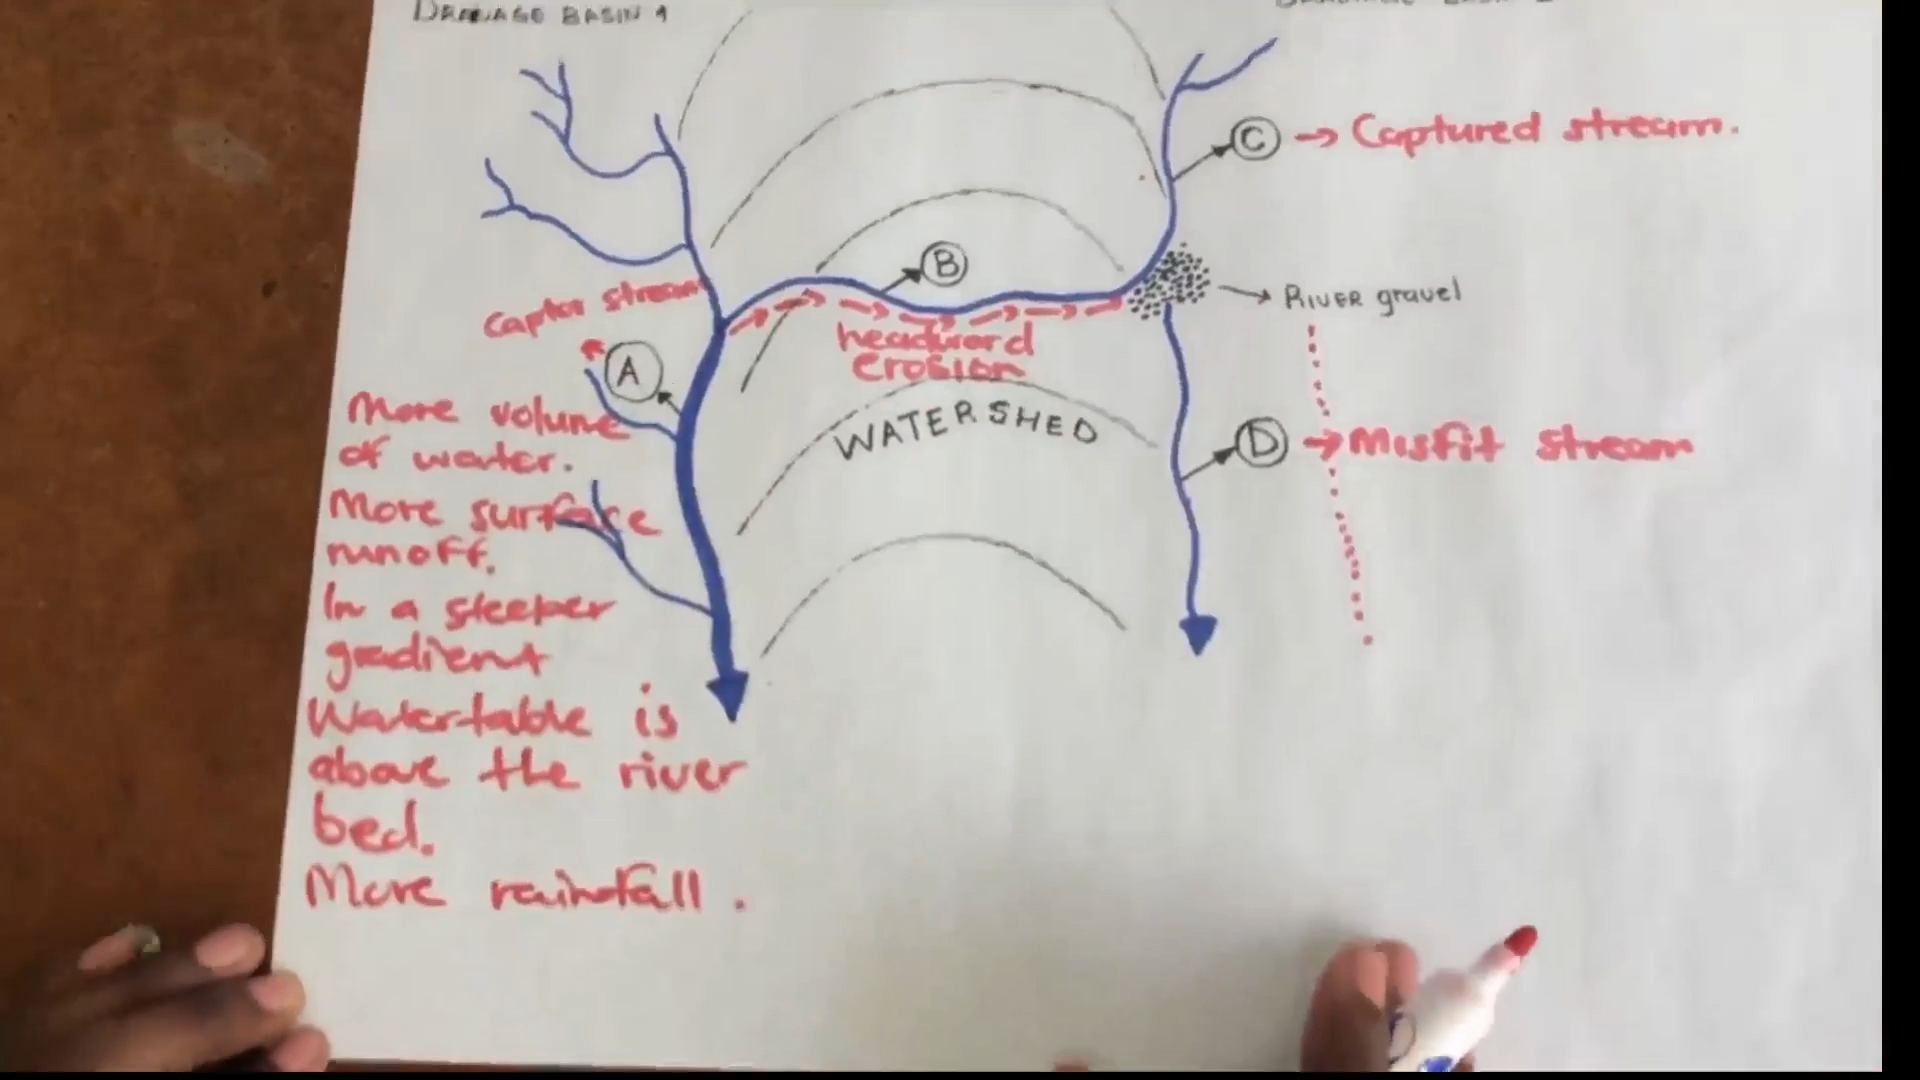 DRAINAGE BASIN 1
C → Captured stream.
B
Captor stream
River gravel
headward
erosion
A
WATERSHED
D → Misfit stream
More volume
of water.
More surface
runoff.
In a steeper
gradient
Watertable is
above the river
bed.
More rainfall.